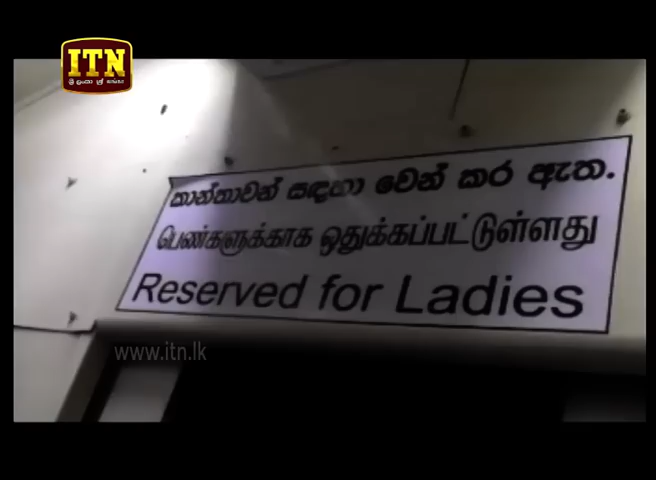 ITN
කාන්තාවන් සඳහා වෙන් කර ඇත.
பெண்களுக்காக ஒதுக்கப்பட்டுள்ளது
Reserved for Ladies
www.itn.lk